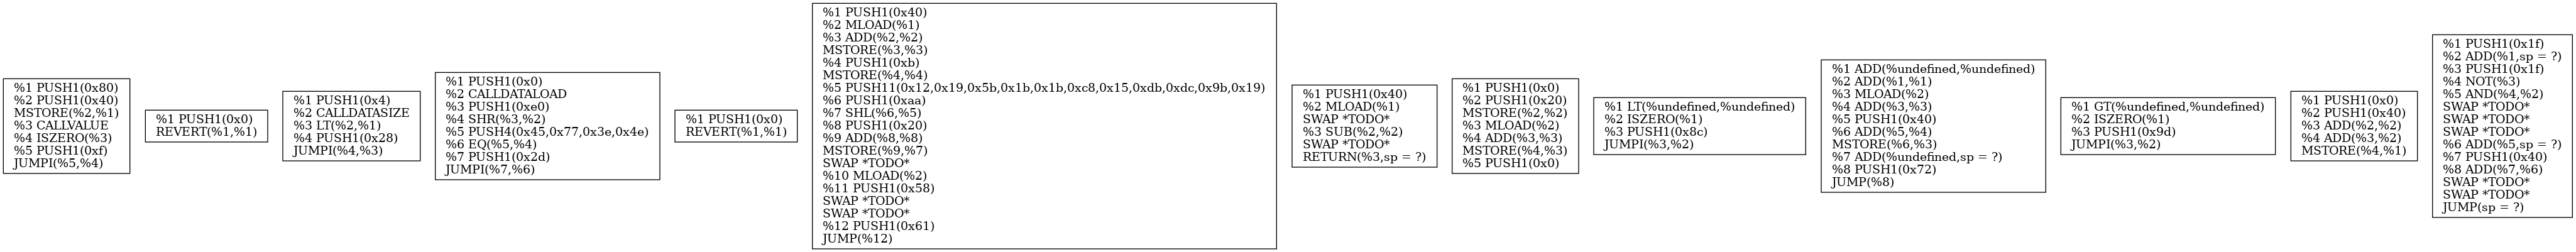 %1 PUSH1(0x80)
%2 PUSH1(0x40)
MSTORE(%2,%1)
%3 CALLVALUE
%4 ISZERO(%3)
%5 PUSH1(0xf)
JUMPI(%5,%4)
%1 PUSH1(0x0)
REVERT(%1,%1)
%1 PUSH1(0x4)
%2 CALLDATASIZE
%3 LT(%2,%1)
%4 PUSH1(0x28)
JUMPI(%4,%3)
%1 PUSH1(0x0)
%2 CALLDATALOAD
%3 PUSH1(0xe0)
%4 SHR(%3,%2)
%5 PUSH4(0x45,0x77,0x3e,0x4e)
%6 EQ(%5,%4)
%7 PUSH1(0x2d)
JUMPI(%7,%6)
%1 PUSH1(0x0)
REVERT(%1,%1)
%1 PUSH1(0x40)
%2 MLOAD(%1)
%3 ADD(%2,%2)
MSTORE(%3,%3)
%4 PUSH1(0xb)
MSTORE(%4,%4)
%5 PUSH11(0x12,0x19,0x5b,0x1b,0x1b,0xc8,0x15,0xdb,0xdc,0x9b,0x19)
%6 PUSH1(0xaa)
%7 SHL(%6,%5)
%8 PUSH1(0x20)
%9 ADD(%8,%8)
MSTORE(%9,%7)
SWAP *TODO*
%10 MLOAD(%2)
%11 PUSH1(0x58)
SWAP *TODO*
SWAP *TODO*
%12 PUSH1(0x61)
JUMP(%12)
%1 PUSH1(0x40)
%2 MLOAD(%1)
SWAP *TODO*
%3 SUB(%2,%2)
SWAP *TODO*
RETURN(%3,sp = ?)
%1 PUSH1(0x0)
%2 PUSH1(0x20)
MSTORE(%2,%2)
%3 MLOAD(%2)
%4 ADD(%3,%3)
MSTORE(%4,%3)
%5 PUSH1(0x0)
%1 LT(%undefined,%undefined)
%2 ISZERO(%1)
%3 PUSH1(0x8c)
JUMPI(%3,%2)
%1 ADD(%undefined,%undefined)
%2 ADD(%1,%1)
%3 MLOAD(%2)
%4 ADD(%3,%3)
%5 PUSH1(0x40)
%6 ADD(%5,%4)
MSTORE(%6,%3)
%7 ADD(%undefined,sp = ?)
%8 PUSH1(0x72)
JUMP(%8)
%1 GT(%undefined,%undefined)
%2 ISZERO(%1)
%3 PUSH1(0x9d)
JUMPI(%3,%2)
%1 PUSH1(0x0)
%2 PUSH1(0x40)
%3 ADD(%2,%2)
%4 ADD(%3,%2)
MSTORE(%4,%1)
%1 PUSH1(0x1f)
%2 ADD(%1,sp = ?)
%3 PUSH1(0x1f)
%4 NOT(%3)
%5 AND(%4,%2)
SWAP *TODO*
SWAP *TODO*
SWAP *TODO*
%6 ADD(%5,sp = ?)
%7 PUSH1(0x40)
%8 ADD(%7,%6)
SWAP *TODO*
SWAP *TODO*
JUMP(sp = ?)